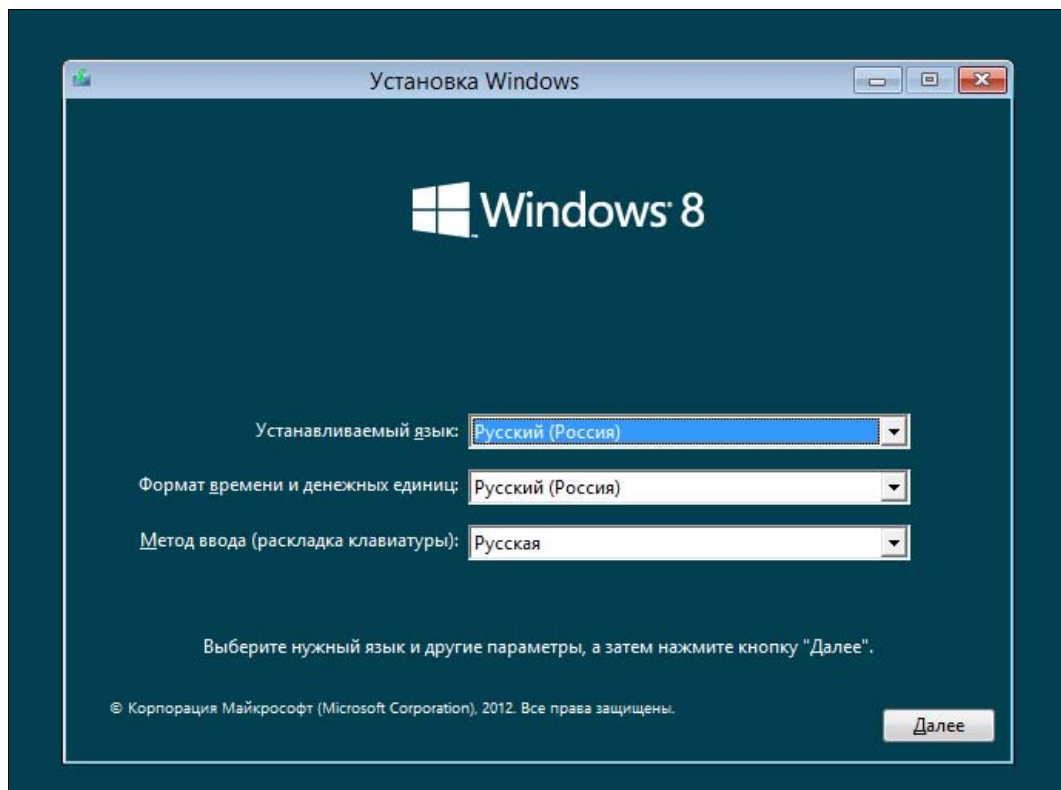 Установка Windows
Windows 8
Устанавливаемый язык: Русский (Россия)
Формат времени и денежных единиц: Русский (Россия)
Метод ввода (раскладка клавиатуры): Русская
Выберите нужный язык и другие параметры, а затем нажмите кнопку "Далее".
© Корпорация Майкрософт (Microsoft Corporation), 2012. Все права защищены.
Далее